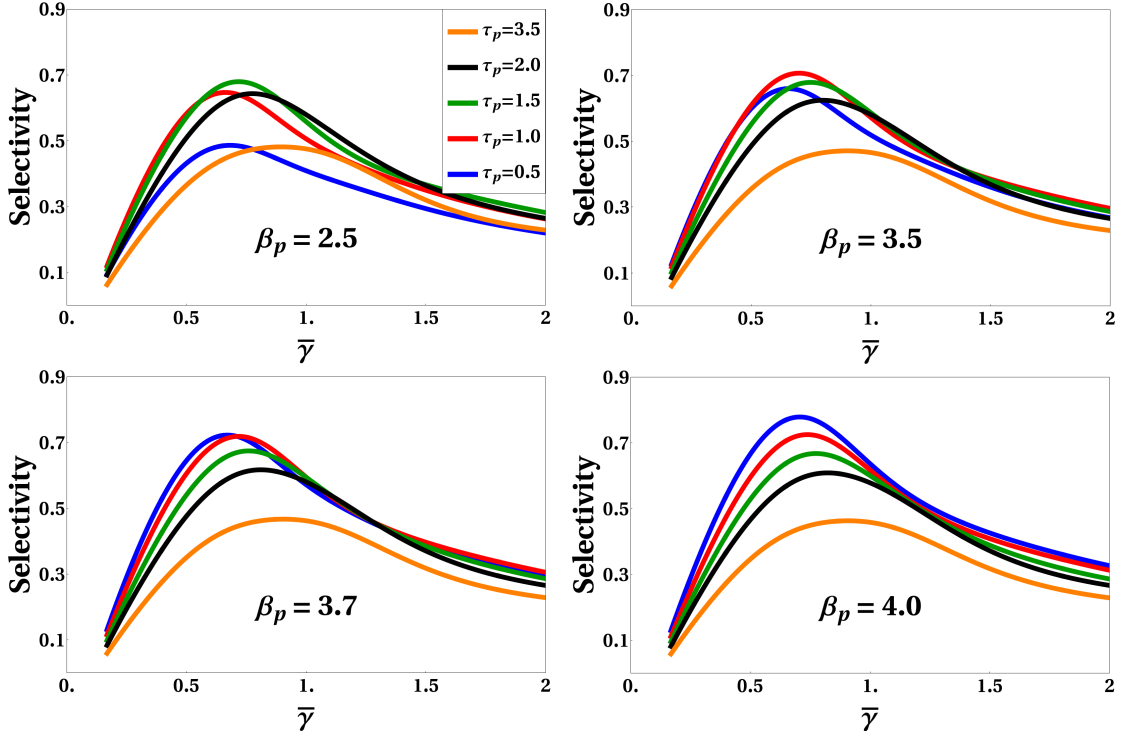 0.9
0.7
0.5
0.3
0.1
Selectivity
τp=3.5
τp=2.0
τp=1.5
τp=1.0
τp=0.5
βp = 2.5
0. 0.5 1. 1.5 2
γ̅
0.9
0.7
0.5
0.3
0.1
Selectivity
βp = 3.5
0. 0.5 1. 1.5 2
γ̅
0.9
0.7
0.5
0.3
0.1
Selectivity
βp = 3.7
0. 0.5 1. 1.5 2
γ̅
0.9
0.7
0.5
0.3
0.1
Selectivity
βp = 4.0
0. 0.5 1. 1.5 2
γ̅